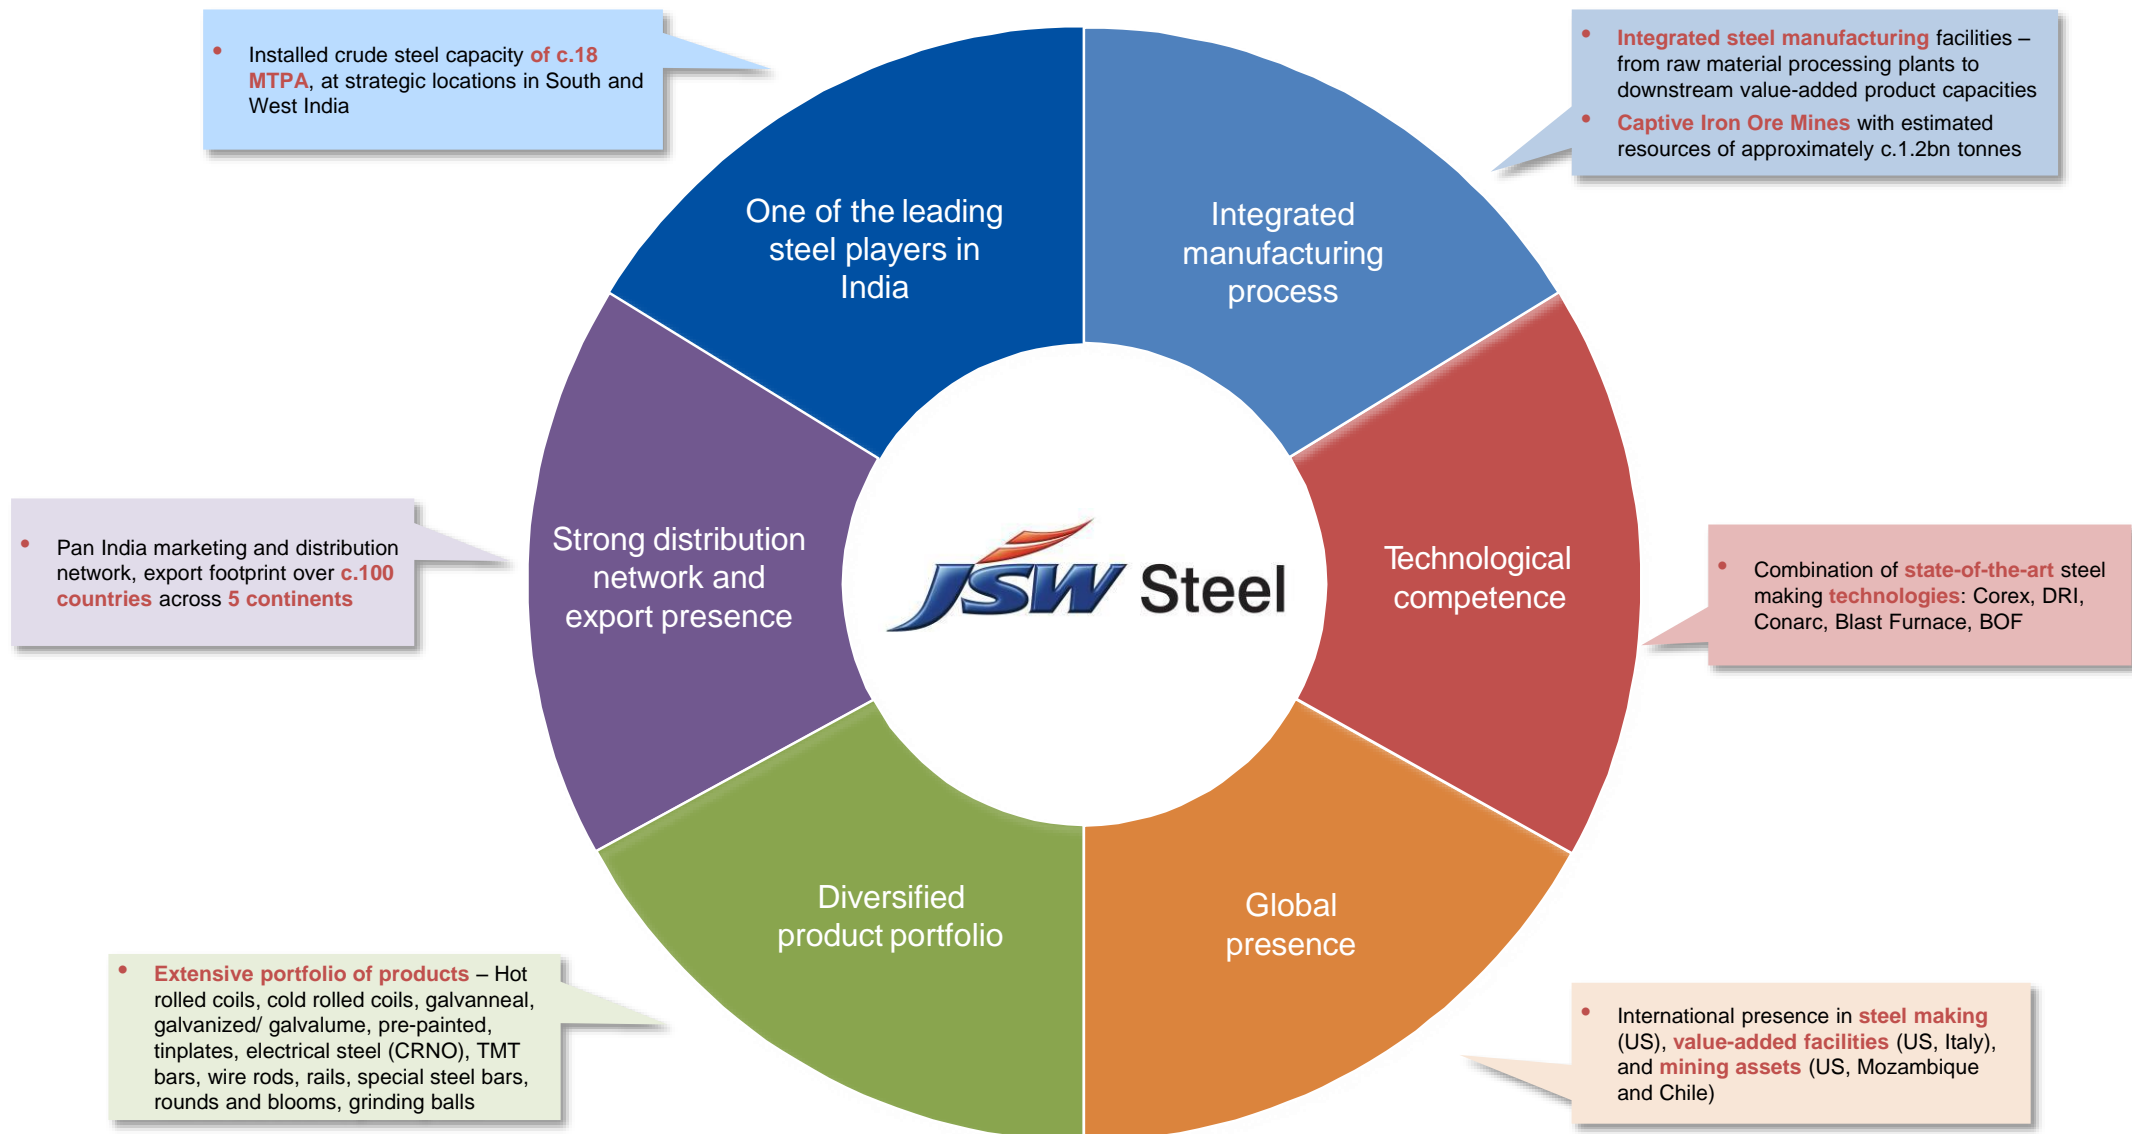 • Installed crude steel capacity of c.18
MTPA, at strategic locations in South and
West India
• Integrated steel manufacturing facilities –
from raw material processing plants to
downstream value-added product capacities
• Captive Iron Ore Mines with estimated
resources of approximately c.1.2bn tonnes
One of the leading
steel players in
India
Integrated
manufacturing
process
Strong distribution
network and
export presence
JSW Steel
Technological
competence
• Pan India marketing and distribution
network, export footprint over c.100
countries across 5 continents
• Combination of state-of-the-art steel
making technologies: Corex, DRI,
Conarc, Blast Furnace, BOF
Diversified
product portfolio
Global
presence
• Extensive portfolio of products – Hot
rolled coils, cold rolled coils, galvanneal,
galvanized/ galvalume, pre-painted,
tinplates, electrical steel (CRNO), TMT
bars, wire rods, rails, special steel bars,
rounds and blooms, grinding balls
• International presence in steel making
(US), value-added facilities (US, Italy),
and mining assets (US, Mozambique
and Chile)